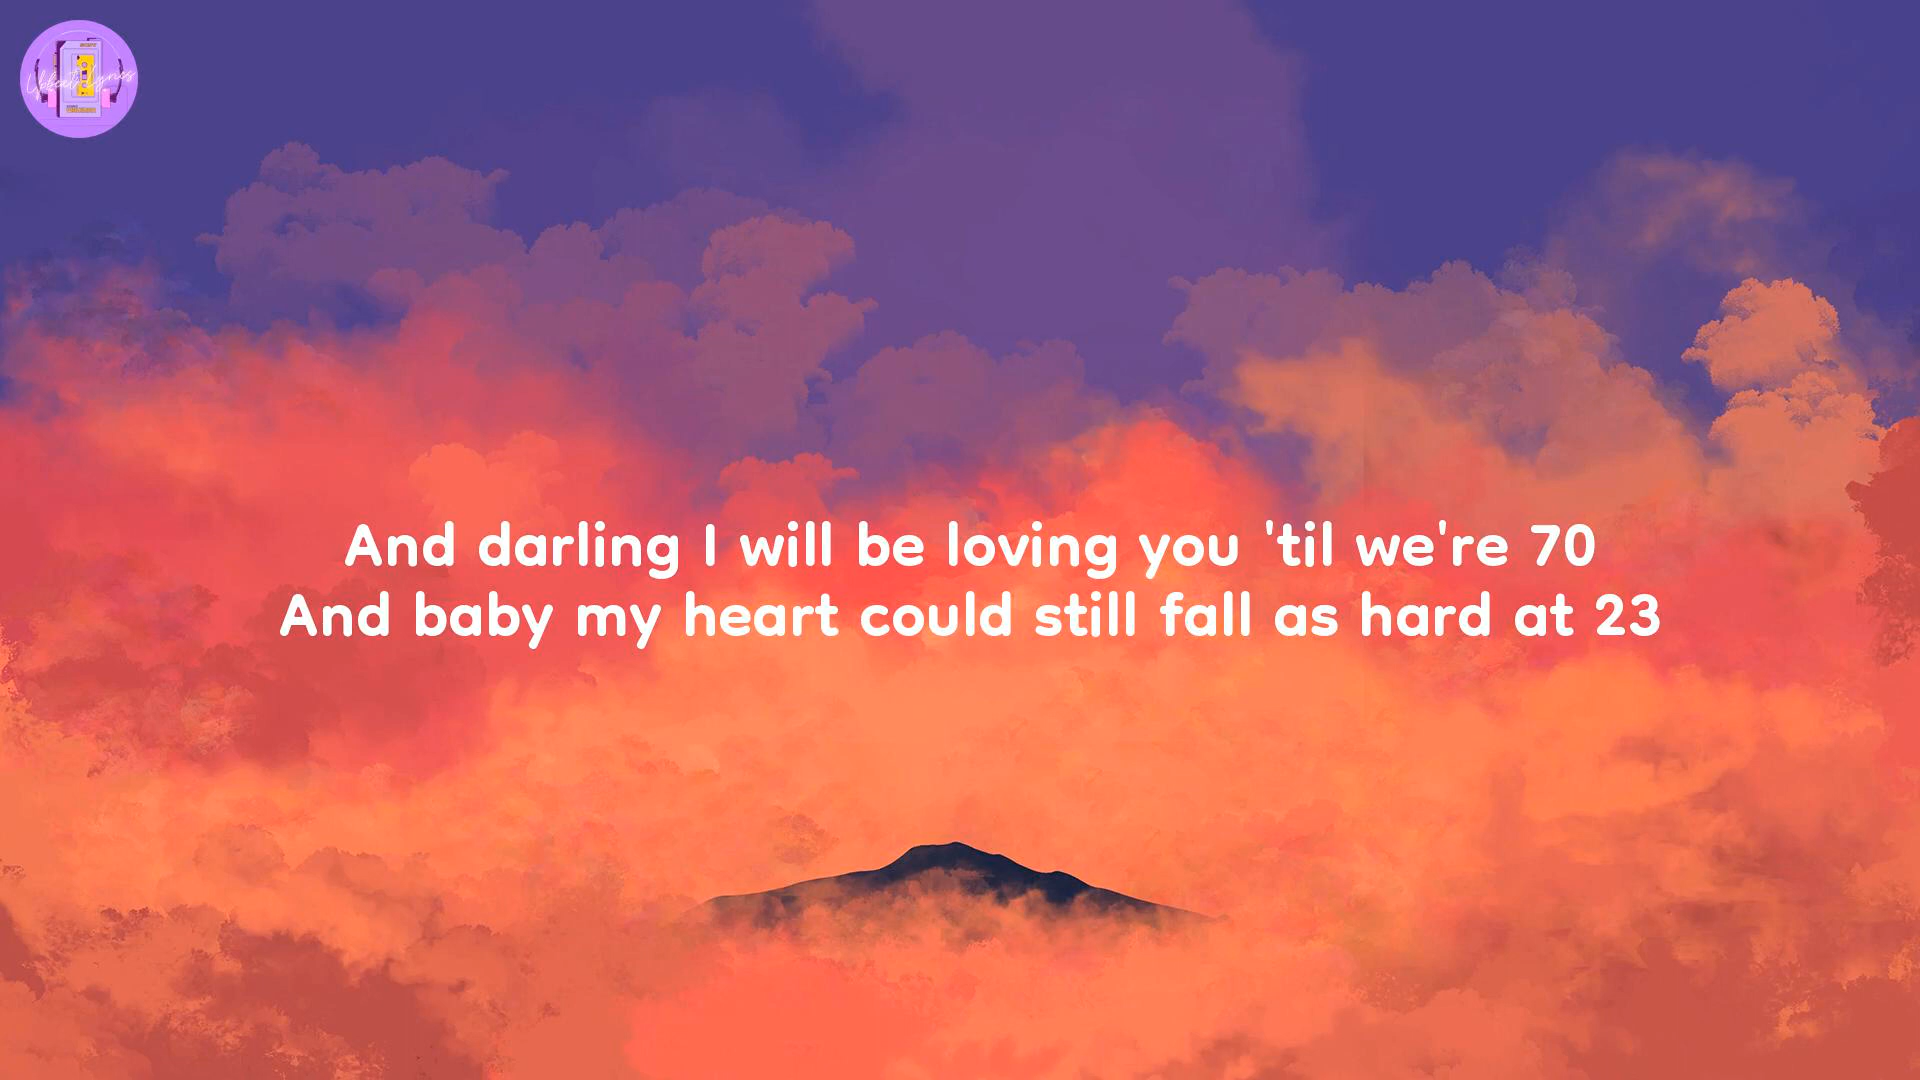 And darling I will be loving you 'til we're 70
And baby my heart could still fall as hard at 23